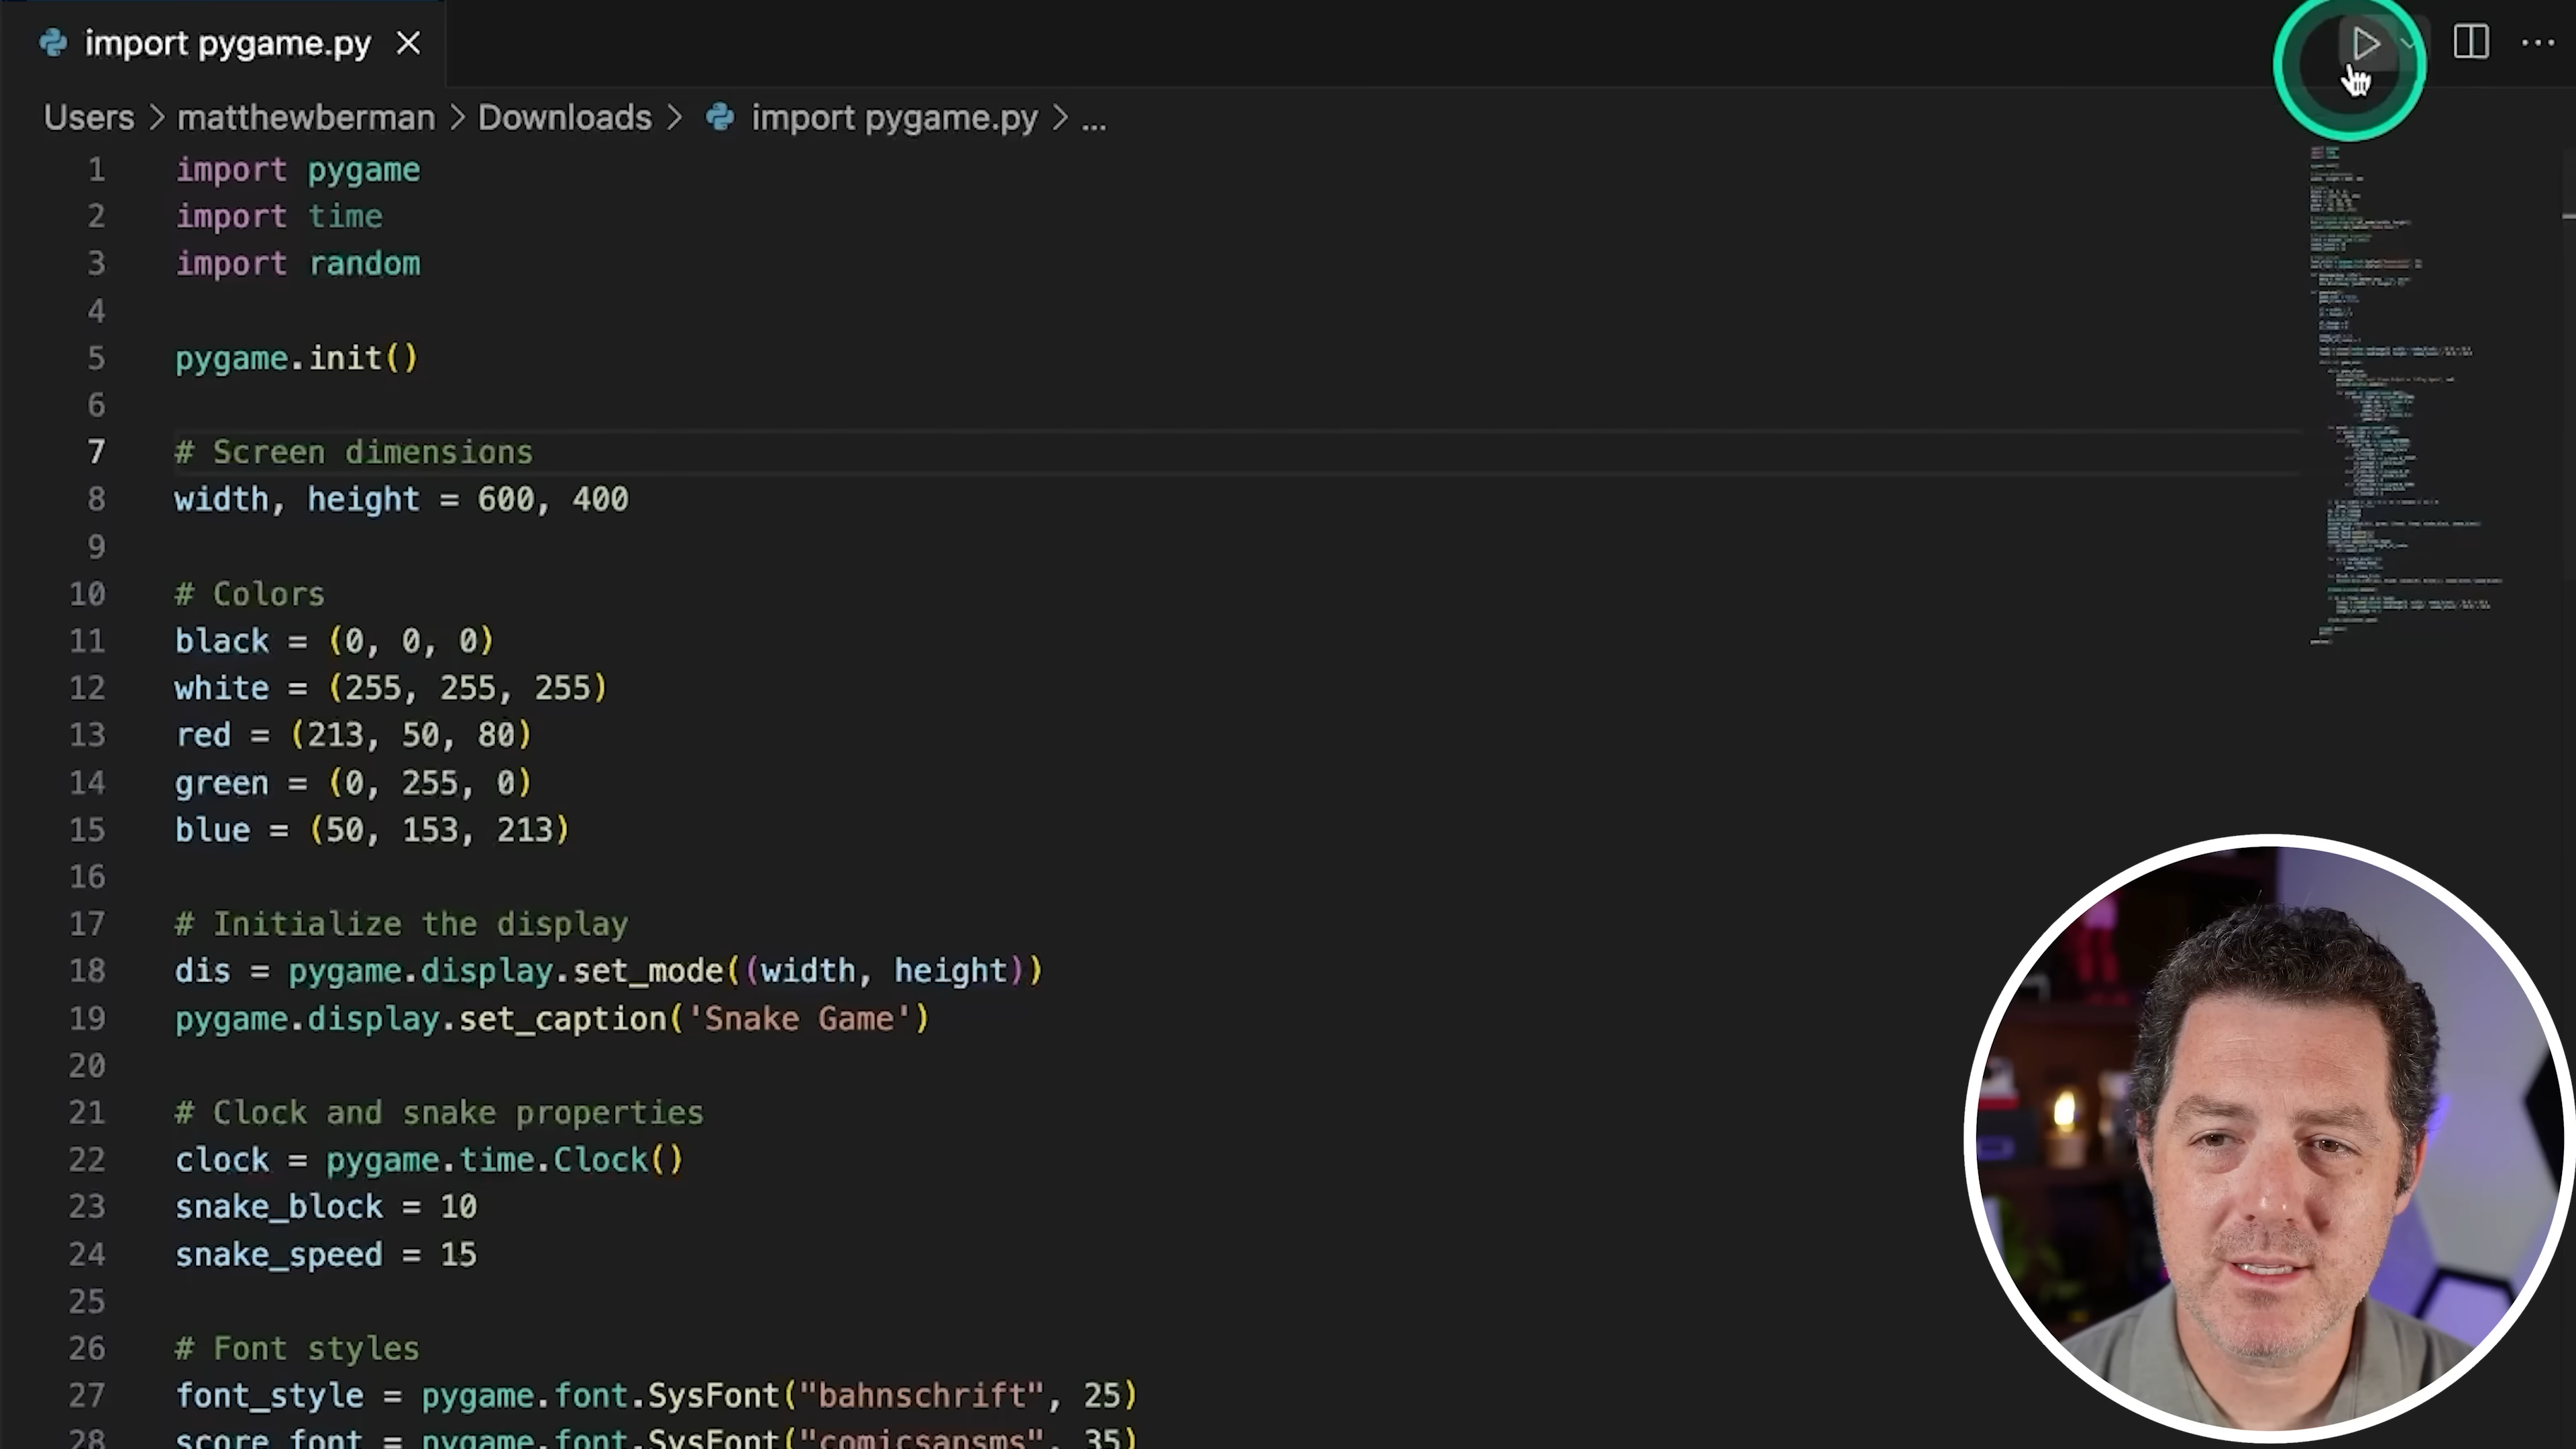 import pygame.py
Users > matthewberman > Downloads > import pygame.py > ...
1 import pygame
2 import time
3 import random
4
5 pygame.init()
6
7 # Screen dimensions
8 width, height = 600, 400
9
10 # Colors
11 black = (0, 0, 0)
12 white = (255, 255, 255)
13 red = (213, 50, 80)
14 green = (0, 255, 0)
15 blue = (50, 153, 213)
16
17 # Initialize the display
18 dis = pygame.display.set_mode((width, height))
19 pygame.display.set_caption('Snake Game')
20
21 # Clock and snake properties
22 clock = pygame.time.Clock()
23 snake_block = 10
24 snake_speed = 15
25
26 # Font styles
27 font_style = pygame.font.SysFont("bahnschrift", 25)
28 score_font = pygame.font.SysFont("comicsansms", 35)